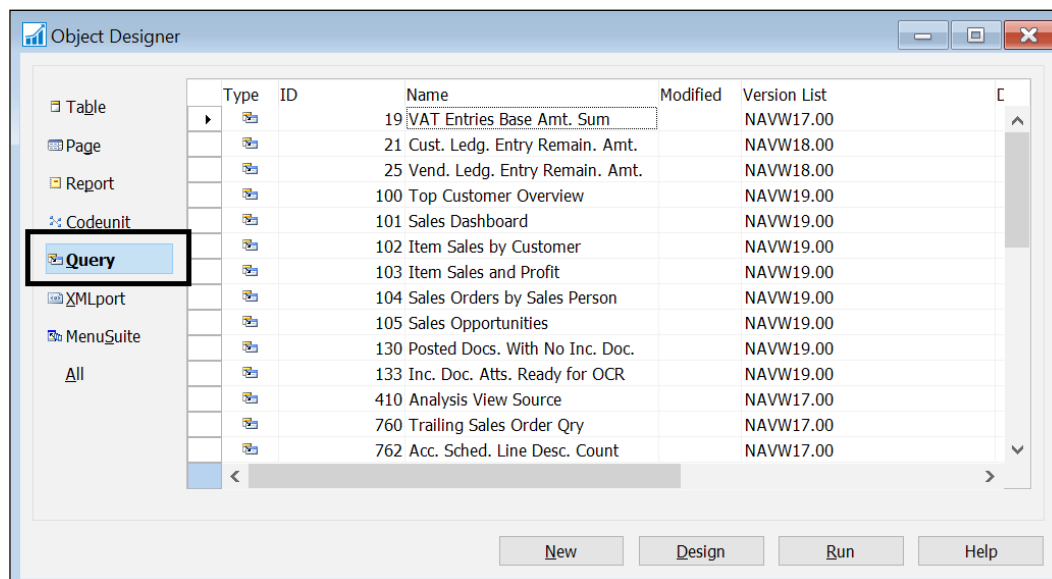 Object Designer
Table
Page
Report
Codeunit
Query
XMLport
MenuSuite
All
Type ID Name Modified Version List D
19 VAT Entries Base Amt. Sum NAVW17.00
21 Cust. Ledg. Entry Remain. Amt. NAVW18.00
25 Vend. Ledg. Entry Remain. Amt. NAVW18.00
100 Top Customer Overview NAVW19.00
101 Sales Dashboard NAVW19.00
102 Item Sales by Customer NAVW19.00
103 Item Sales and Profit NAVW19.00
104 Sales Orders by Sales Person NAVW19.00
105 Sales Opportunities NAVW19.00
130 Posted Docs. With No Inc. Doc. NAVW19.00
133 Inc. Doc. Atts. Ready for OCR NAVW19.00
410 Analysis View Source NAVW17.00
760 Trailing Sales Order Qry NAVW17.00
762 Acc. Sched. Line Desc. Count NAVW17.00
New Design Run Help